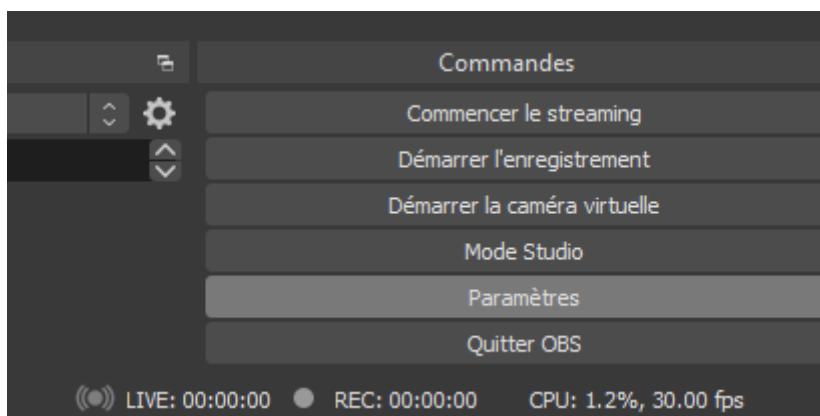 Commandes
Commencer le streaming
Démarrer l'enregistrement
Démarrer la caméra virtuelle
Mode Studio
Paramètres
Quitter OBS
LIVE: 00:00:00 REC: 00:00:00 CPU: 1.2%, 30.00 fps